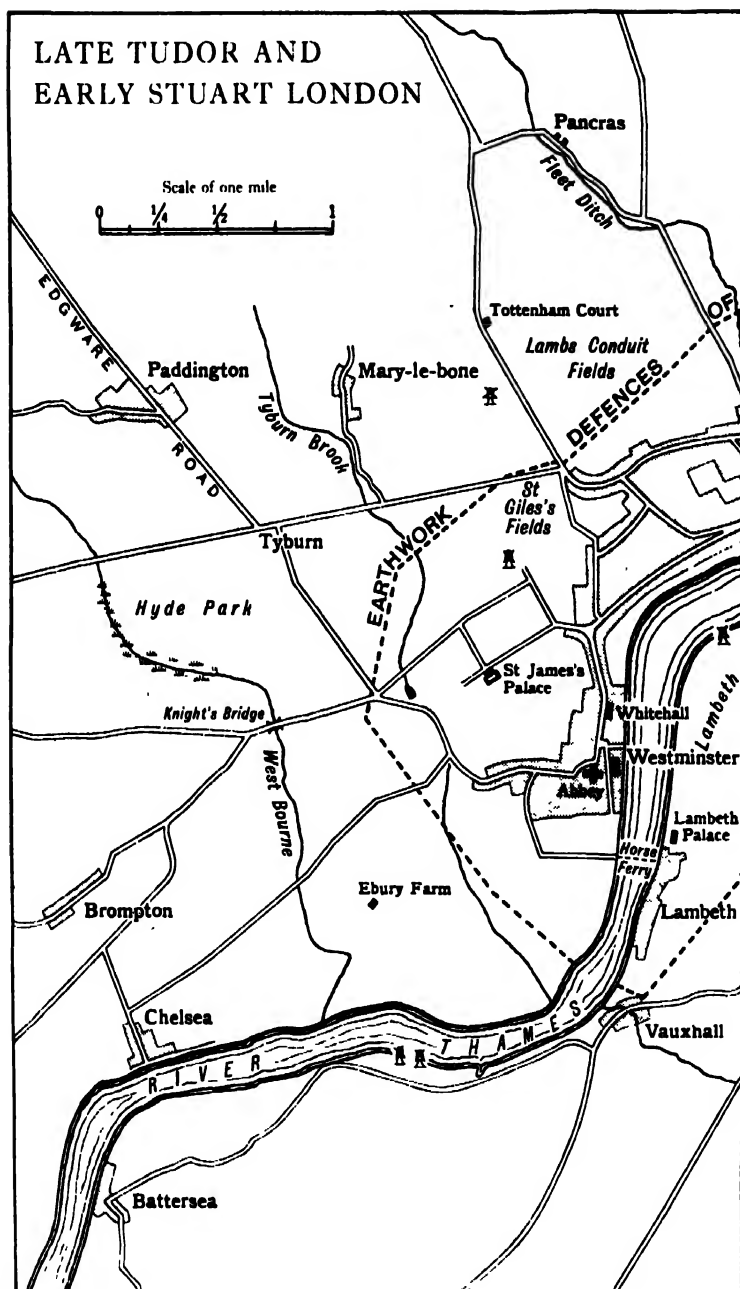 LATE TUDOR AND
EARLY STUART LONDON
Scale of one mile
0 1/4 1/2 1
Pancras
Fleet Ditch
EDGWARE
ROAD
Tottenham Court
Lambs Conduit
Fields
Paddington
Mary-le-bone
Tyburn Brook
EARTHWORK
DEFENCES
OF
St
Giles's
Fields
Tyburn
Hyde Park
St James's
Palace
Knight's Bridge
Whitehall
Lambeth
West Bourne
Westminster
Abbey
Lambeth
Palace
Horse
Ferry
Ebury Farm
Brompton
Lambeth
Chelsea
Vauxhall
RIVER
THAMES
Battersea